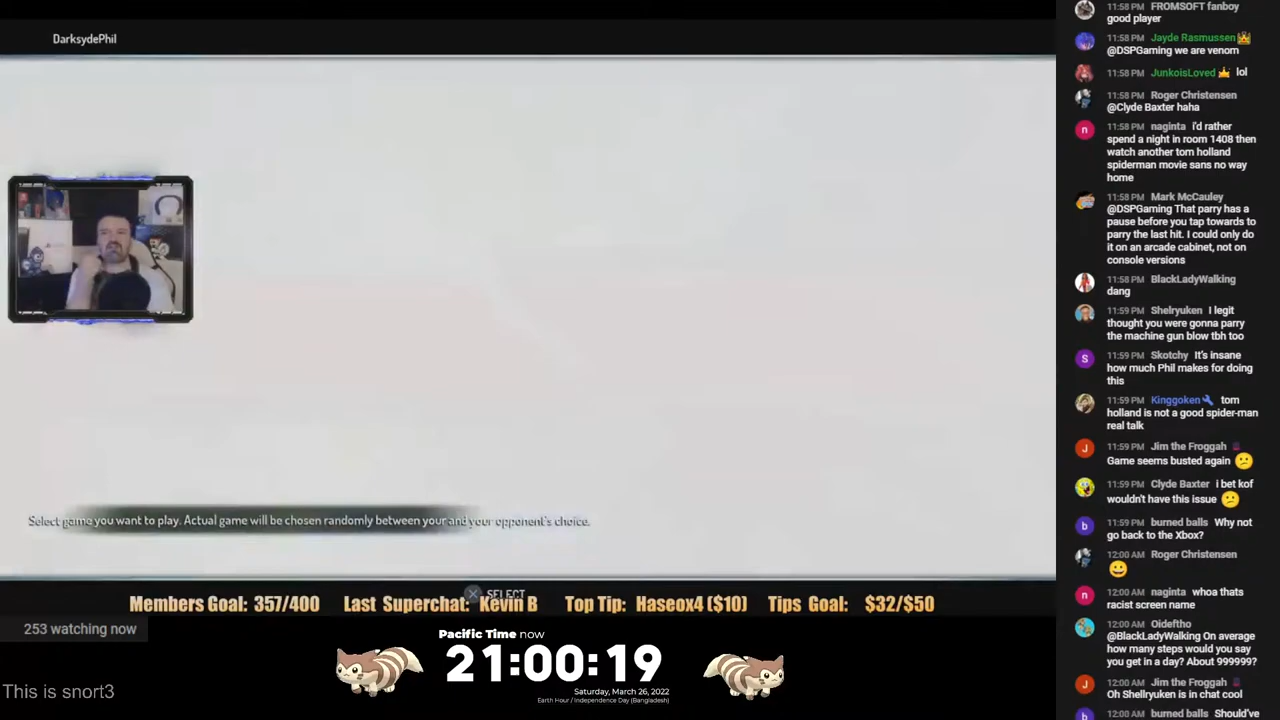 DarksydePhil
Select game you want to play. Actual game will be chosen randomly between your and your opponent's choice.
SELECT
Members Goal: 357/400 Last Superchat: Kevin B Top Tip: Haseox4 ($10) Tips Goal: $32/$50
253 watching now
Pacific Time now
21:00:19
Saturday, March 26, 2022
Earth Hour / Independence Day (Bangladesh)
This is snort3
11:58 PM FROMSOFT fanboy
good player
11:58 PM Jayde Rasmussen
@DSPGaming we are venom
11:58 PM JunkoisLoved lol
11:58 PM Roger Christensen
@Clyde Baxter haha
11:58 PM naginta i'd rather
spend a night in room 1408 then
watch another tom holland
spiderman movie sans no way
home
11:58 PM Mark McCauley
@DSPGaming That parry has a
pause before you tap towards to
parry the last hit. I could only do
it on an arcade cabinet, not on
console versions
11:58 PM BlackLadyWalking
dang
11:59 PM Shelryuken I legit
thought you were gonna parry
the machine gun blow tbh too
11:59 PM Skotchy It's insane
how much Phil makes for doing
this
11:59 PM Kinggoken tom
holland is not a good spider-man
real talk
11:59 PM Jim the Froggah
Game seems busted again
11:59 PM Clyde Baxter i bet kof
wouldn't have this issue
11:59 PM burned balls Why not
go back to the Xbox?
12:00 AM Roger Christensen
12:00 AM naginta whoa thats
racist screen name
12:00 AM Oideftho
@BlackLadyWalking On average
how many steps would you say
you get in a day? About 999999?
12:00 AM Jim the Froggah
Oh Shellryuken is in chat cool
12:00 AM burned balls Should've